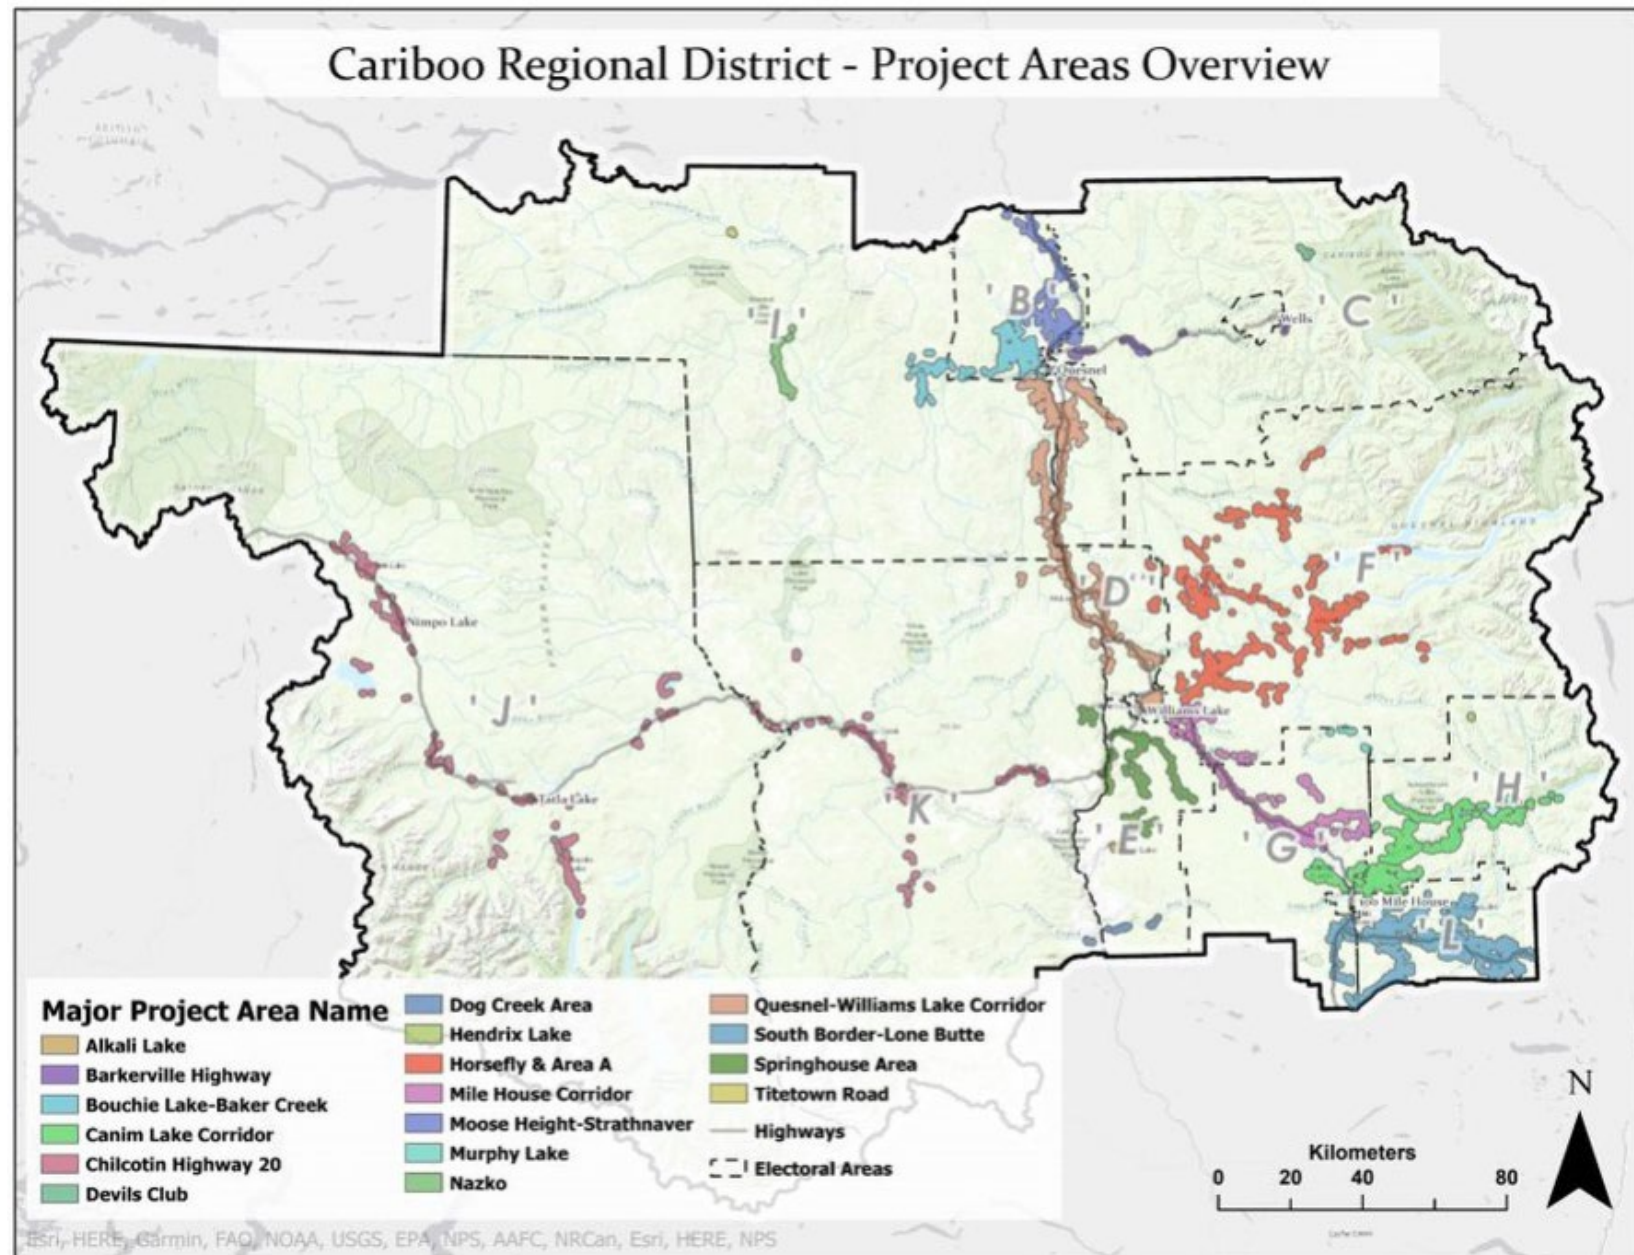 Cariboo Regional District - Project Areas Overview
' I '
' B '
' C '
Wells
Quesnel
' F '
' D '
Nimpo Lake
' J '
Williams Lake
Tatla Lake
' K '
' E '
' G '
' H '
100 Mile House
' L '
Major Project Area Name
Alkali Lake
Barkerville Highway
Bouchie Lake-Baker Creek
Canim Lake Corridor
Chilcotin Highway 20
Devils Club
Dog Creek Area
Hendrix Lake
Horsefly & Area A
Mile House Corridor
Moose Height-Strathnaver
Murphy Lake
Nazko
Quesnel-Williams Lake Corridor
South Border-Lone Butte
Springhouse Area
Titetown Road
Highways
Electoral Areas
N
Kilometers
0 20 40 80
Esri, HERE, Garmin, FAO, NOAA, USGS, EPA, NPS, AAFC, NRCan, Esri, HERE, NPS